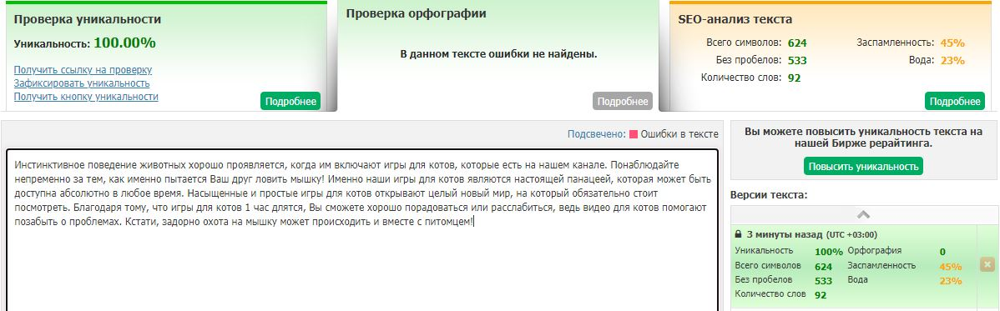 Проверка уникальности
Уникальность: 100.00%
Получить ссылку на проверку
Зафиксировать уникальность
Получить кнопку уникальности
Подробнее
Проверка орфографии
В данном тексте ошибки не найдены.
Подробнее
SEO-анализ текста
Всего символов: 624 Заспамленность: 45%
Без пробелов: 533 Вода: 23%
Количество слов: 92
Подробнее
Подсвечено: Ошибки в тексте
Инстинктивное поведение животных хорошо проявляется, когда им включают игры для котов, которые есть на нашем канале. Понаблюдайте
непременно за тем, как именно пытается Ваш друг ловить мышку! Именно наши игры для котов являются настоящей панацеей, которая может быть
доступна абсолютно в любое время. Насыщенные и простые игры для котов открывают целый новый мир, на который обязательно стоит
посмотреть. Благодаря тому, что игры для котов 1 час длятся, Вы сможете хорошо порадоваться или расслабиться, ведь видео для котов помогают
позабыть о проблемах. Кстати, задорно охота на мышку может происходить и вместе с питомцем!
Вы можете повысить уникальность текста на
нашей Бирже рерайтинга.
Повысить уникальность
Версии текста:
3 минуты назад (UTC +03:00)
Уникальность 100% Орфография 0
Всего символов 624 Заспамленность 45%
Без пробелов 533 Вода 23%
Количество слов 92